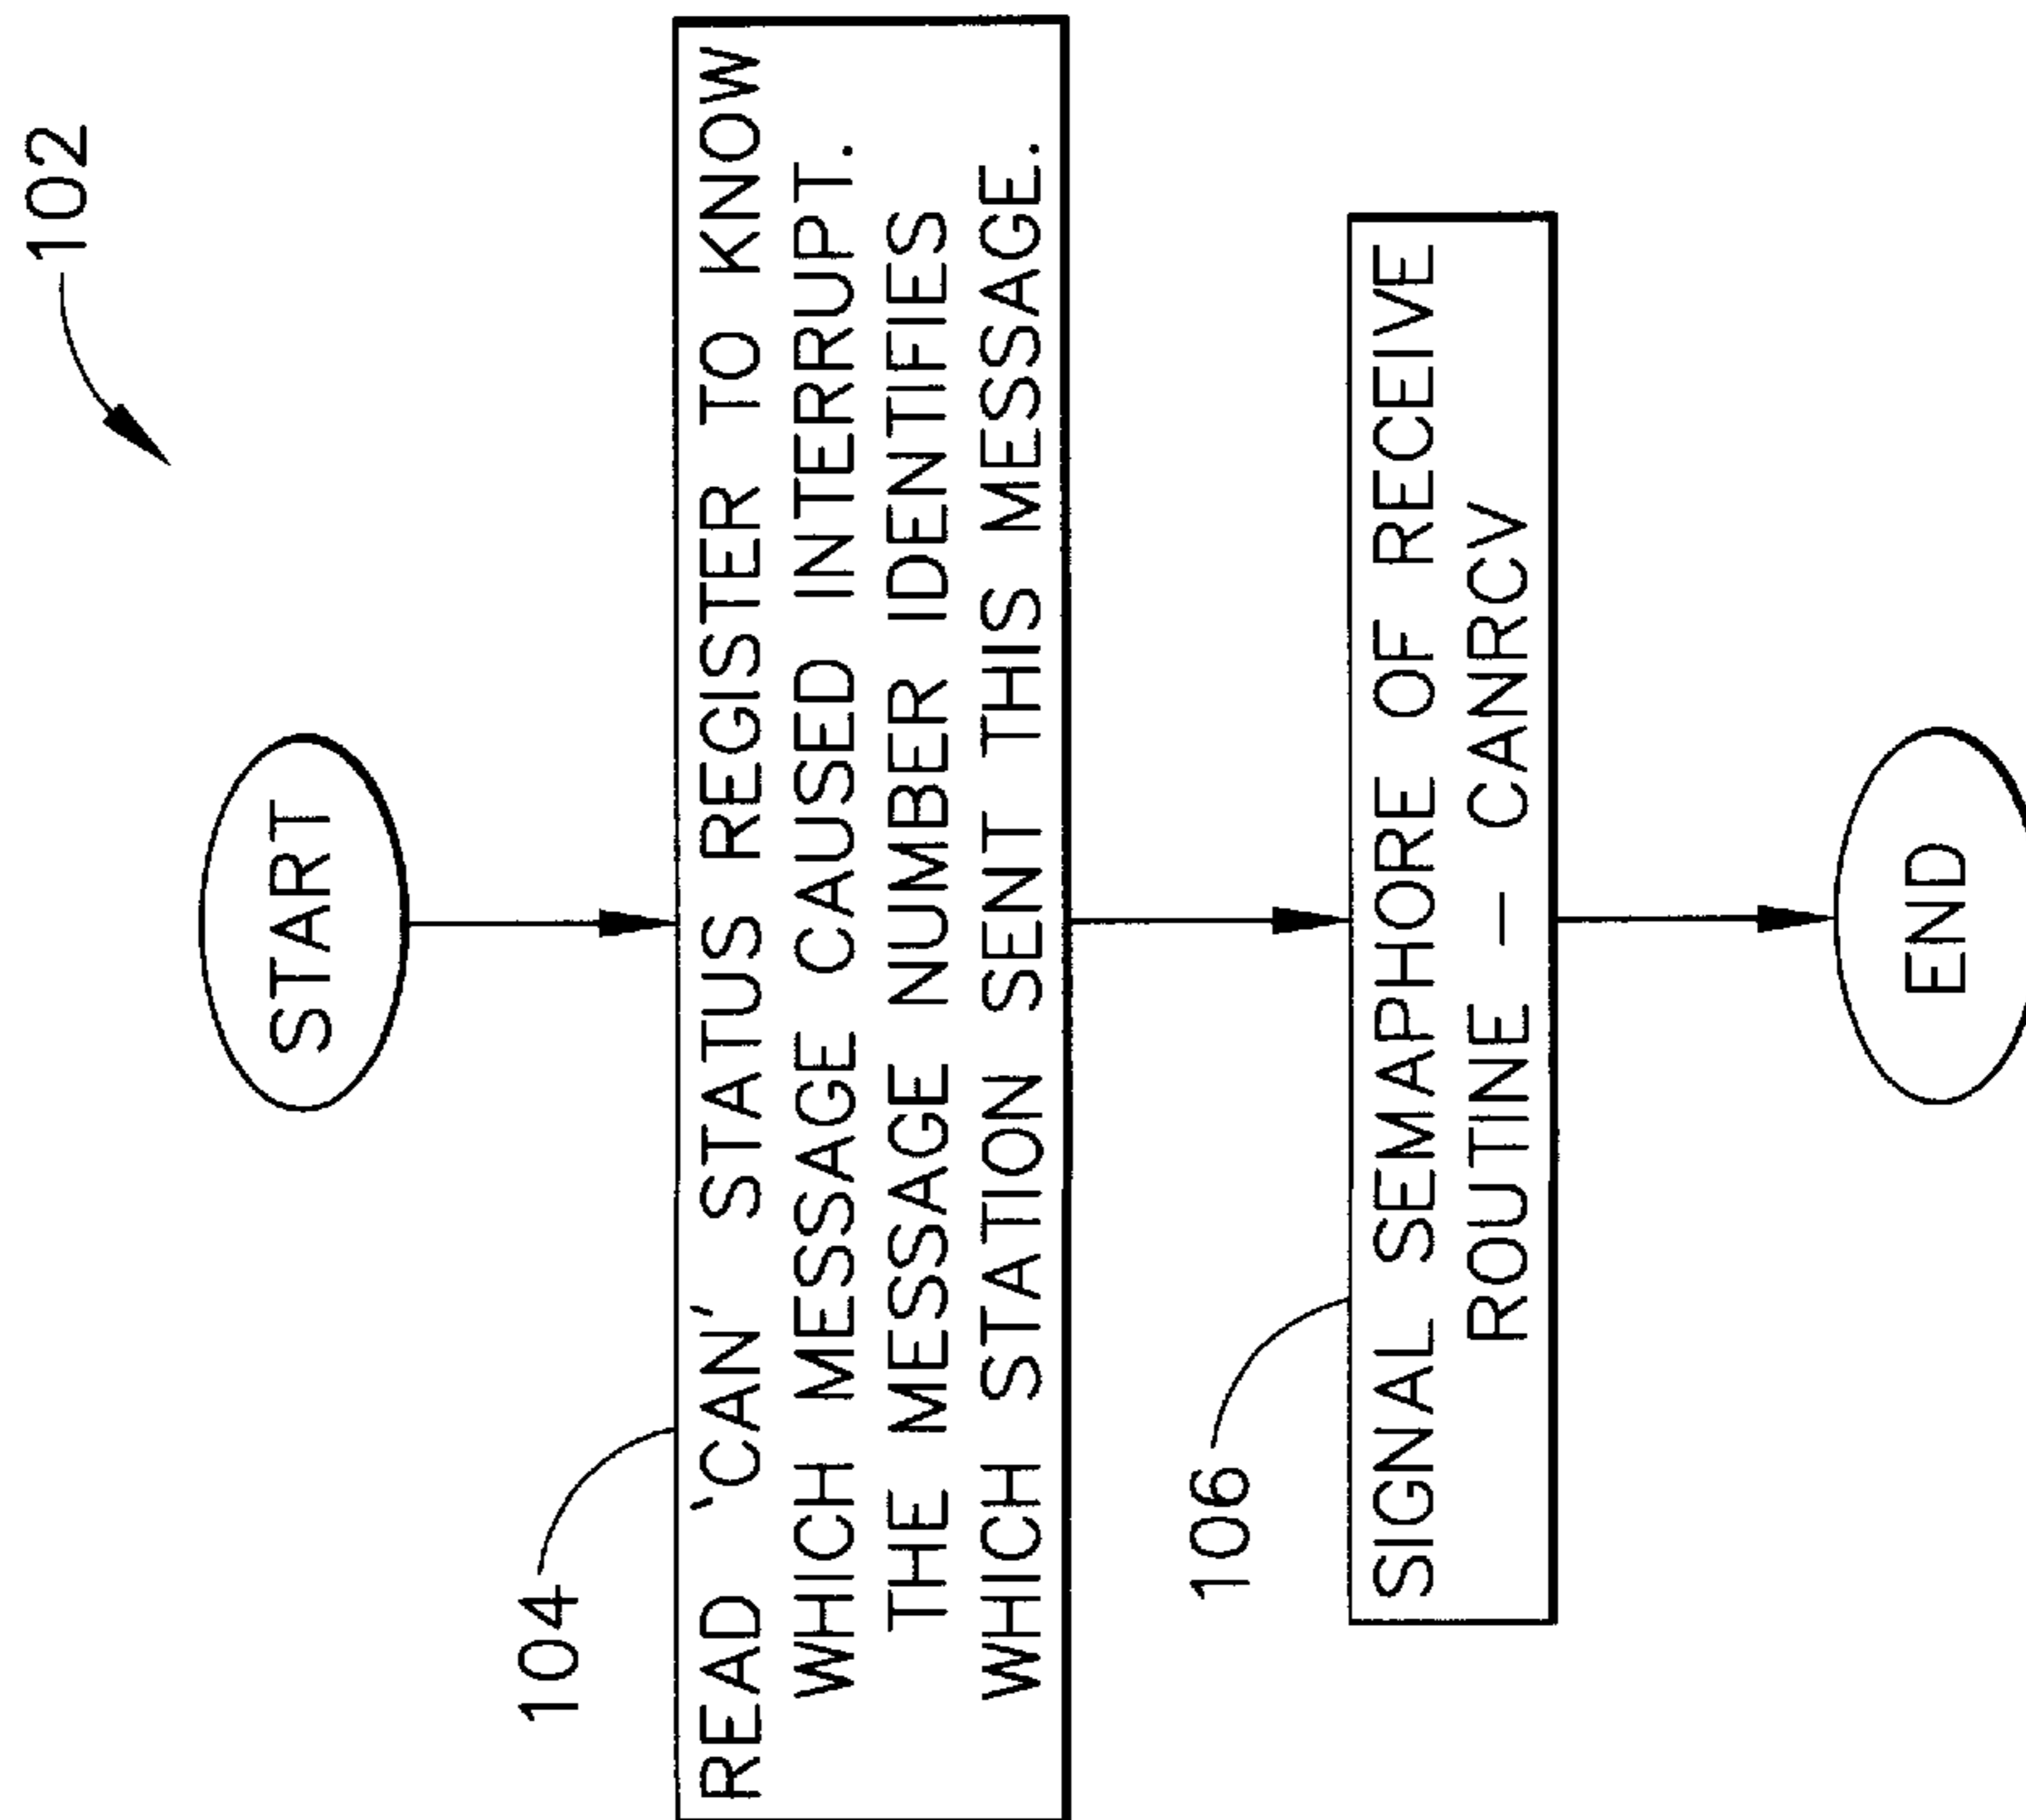 102
START
104
READ 'CAN' STATUS REGISTER TO KNOW
WHICH MESSAGE CAUSED INTERRUPT.
THE MESSAGE NUMBER IDENTIFIES
WHICH STATION SENT THIS MESSAGE.
106
SIGNAL SEMAPHORE OF RECEIVE
ROUTINE – CANRCV
END